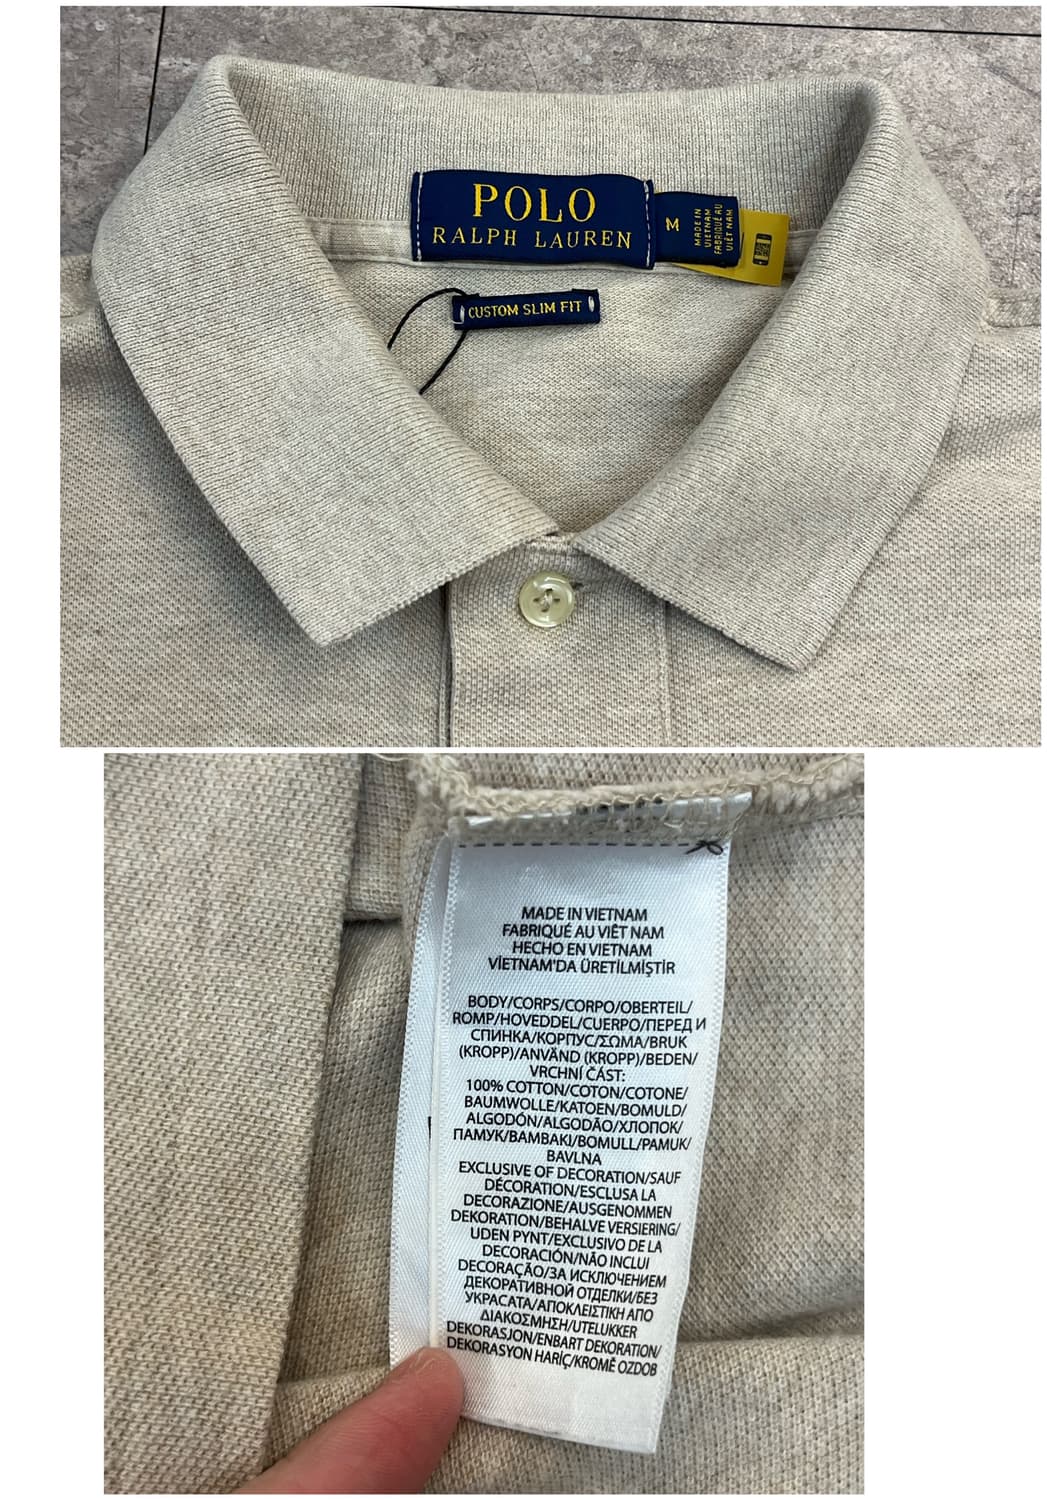 POLO
RALPH LAUREN
M
MADE IN
VIETNAM
FABRIQUÉ AU
VIÊT NAM
CUSTOM SLIM FIT
MADE IN VIETNAM
FABRIQUÉ AU VIÊT NAM
HECHO EN VIETNAM
VİETNAM'DA ÜRETİLMİŞTİR
BODY/CORPS/CORPO/OBERTEIL/
ROMP/HOVEDDEL/CUERPO/ПЕРЕД И
СПИНКА/КОРПУС/ΣΩΜΑ/BRUK
(KROPP)/ANVÄND (KROPP)/BEDEN/
VRCHNÍ ČÁST:
100% COTTON/COTON/COTONE/
BAUMWOLLE/KATOEN/BOMULD/
ALGODÓN/ALGODÃO/ХЛОПОК/
ПАМУК/ΒΑΜΒΑΚΙ/BOMULL/PAMUK/
BAVLNA
EXCLUSIVE OF DECORATION/SAUF
DÉCORATION/ESCLUSA LA
DECORAZIONE/AUSGENOMMEN
DEKORATION/BEHALVE VERSIERING/
UDEN PYNT/EXCLUSIVO DE LA
DECORACIÓN/NÃO INCLUI
DECORAÇÃO/ЗА ИСКЛЮЧЕНИЕМ
ДЕКОРАТИВНОЙ ОТДЕЛКИ/БЕЗ
УКРАСАТА/ΑΠΟΚΛΕΙΣΤΙΚΗ ΑΠΟ
ΔΙΑΚΟΣΜΗΣΗ/UTELUKKER
DEKORASJON/ENBART DEKORATION/
DEKORASYON HARİÇ/KROMĚ OZDOB